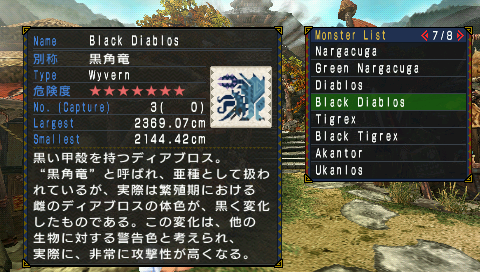 Name Black Diablos
別称 黒角竜
Type Wyvern
危険度 ★★★★★★★
No. (Capture) 3( 0)
Largest 2369.07cm
Smallest 2144.42cm
黒い甲殻を持つディアブロス。
“黒角竜”と呼ばれ、亜種として扱わ
れているが、実際は繁殖期における
雌のディアブロスの体色が、黒く変化
したものである。この変化は、他の
生物に対する警告色と考えられ、
実際に、非常に攻撃性が高くなる。
Monster List 7/8
Nargacuga
Green Nargacuga
Diablos
Black Diablos
Tigrex
Black Tigrex
Akantor
Ukanlos